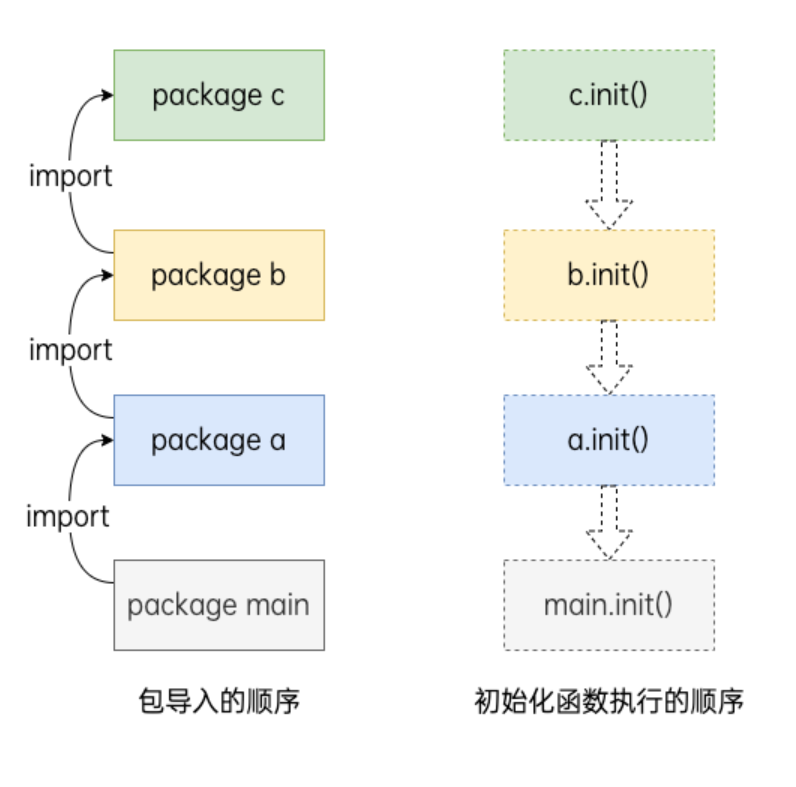 package c
c.init()
import
package b
b.init()
import
package a
a.init()
import
package main
main.init()
包导入的顺序
初始化函数执行的顺序